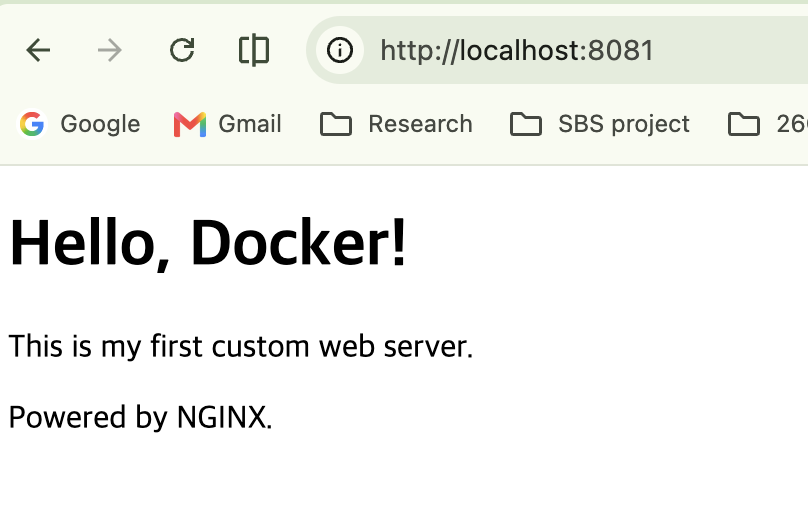 http://localhost:8081
Google Gmail Research SBS project
Hello, Docker!
This is my first custom web server.
Powered by NGINX.